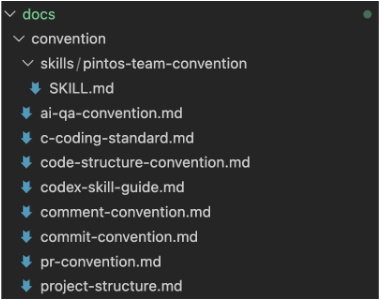 docs
convention
skills/pintos-team-convention
SKILL.md
ai-qa-convention.md
c-coding-standard.md
code-structure-convention.md
codex-skill-guide.md
comment-convention.md
commit-convention.md
pr-convention.md
project-structure.md